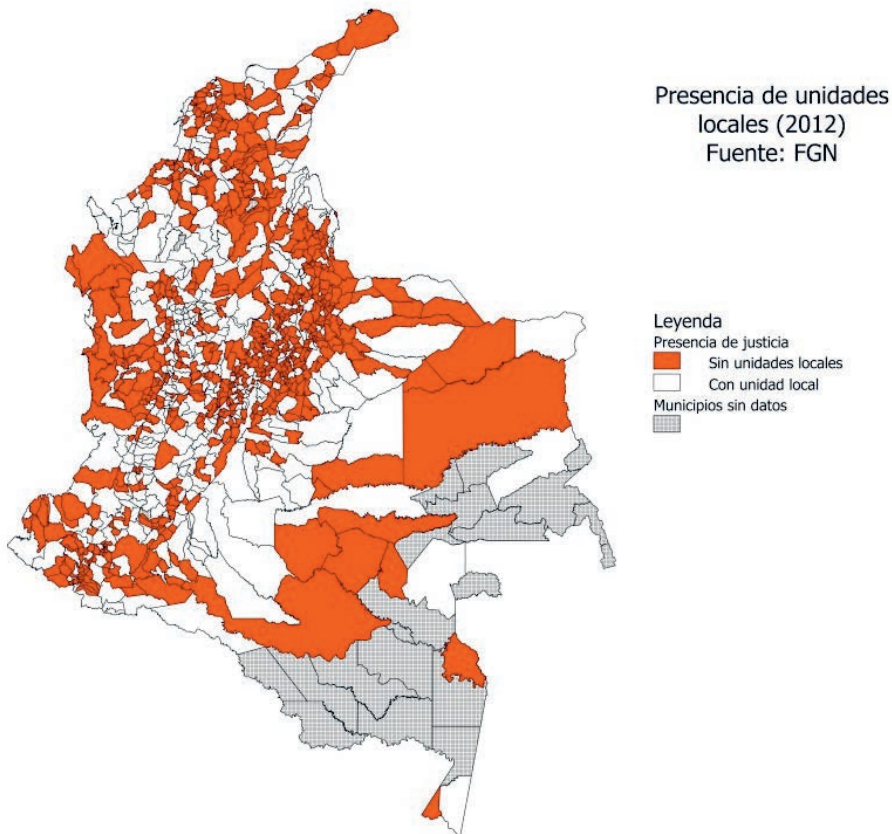 Presencia de unidades
locales (2012)
Fuente: FGN
Leyenda
Presencia de justicia
Sin unidades locales
Con unidad local
Municipios sin datos